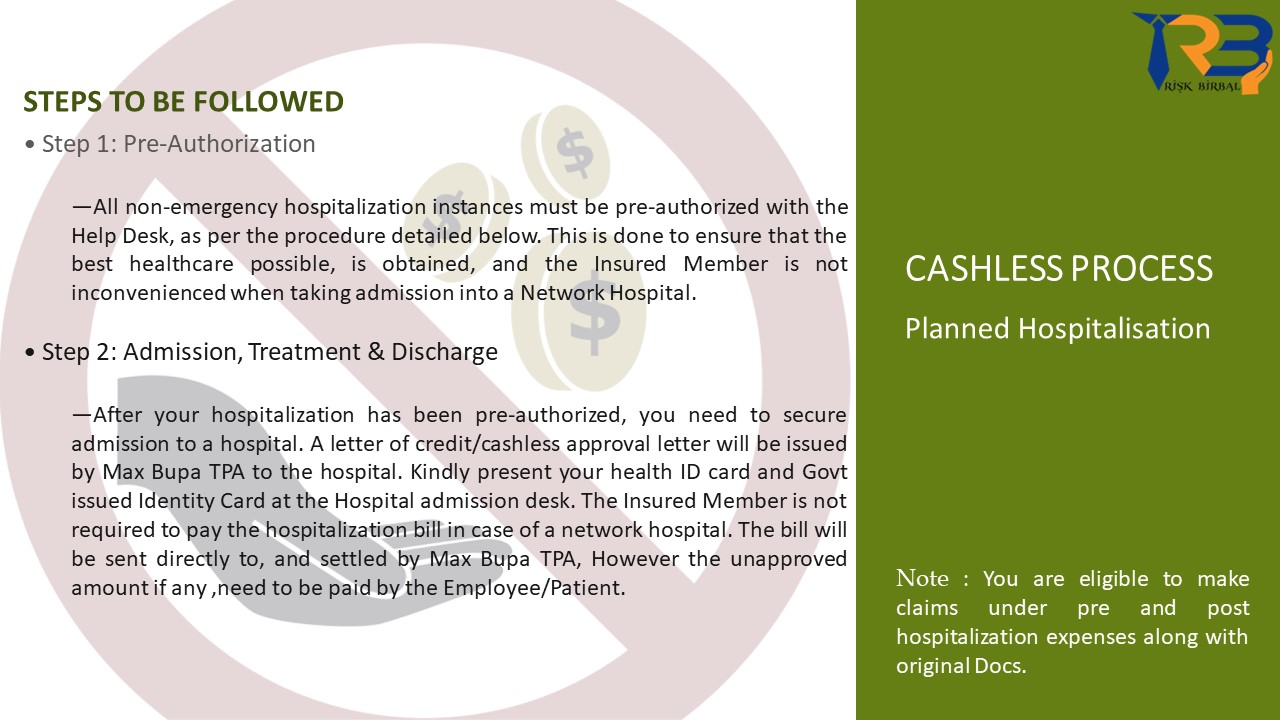 STEPS TO BE FOLLOWED
• Step 1: Pre-Authorization
—All non-emergency hospitalization instances must be pre-authorized with the
Help Desk, as per the procedure detailed below. This is done to ensure that the
best healthcare possible, is obtained, and the Insured Member is not
inconvenienced when taking admission into a Network Hospital.
• Step 2: Admission, Treatment & Discharge
—After your hospitalization has been pre-authorized, you need to secure
admission to a hospital. A letter of credit/cashless approval letter will be issued
by Max Bupa TPA to the hospital. Kindly present your health ID card and Govt
issued Identity Card at the Hospital admission desk. The Insured Member is not
required to pay the hospitalization bill in case of a network hospital. The bill will
be sent directly to, and settled by Max Bupa TPA, However the unapproved
amount if any ,need to be paid by the Employee/Patient.
RB
RISK BIRBAL
CASHLESS PROCESS
Planned Hospitalisation
Note : You are eligible to make
claims under pre and post
hospitalization expenses along with
original Docs.
$
$
$